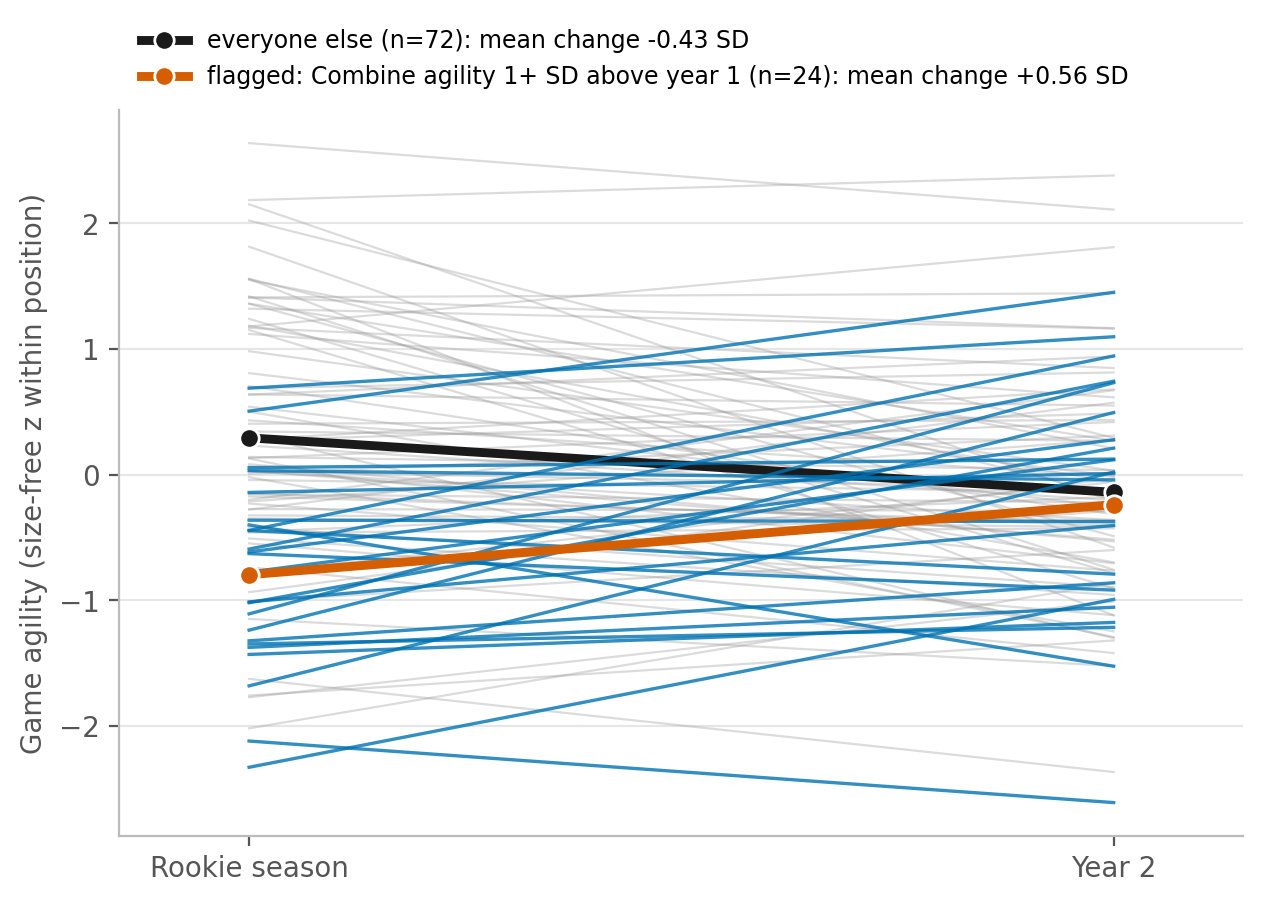 everyone else (n=72): mean change -0.43 SD
flagged: Combine agility 1+ SD above year 1 (n=24): mean change +0.56 SD
Game agility (size-free z within position)
2
1
0
−1
−2
Rookie season
Year 2